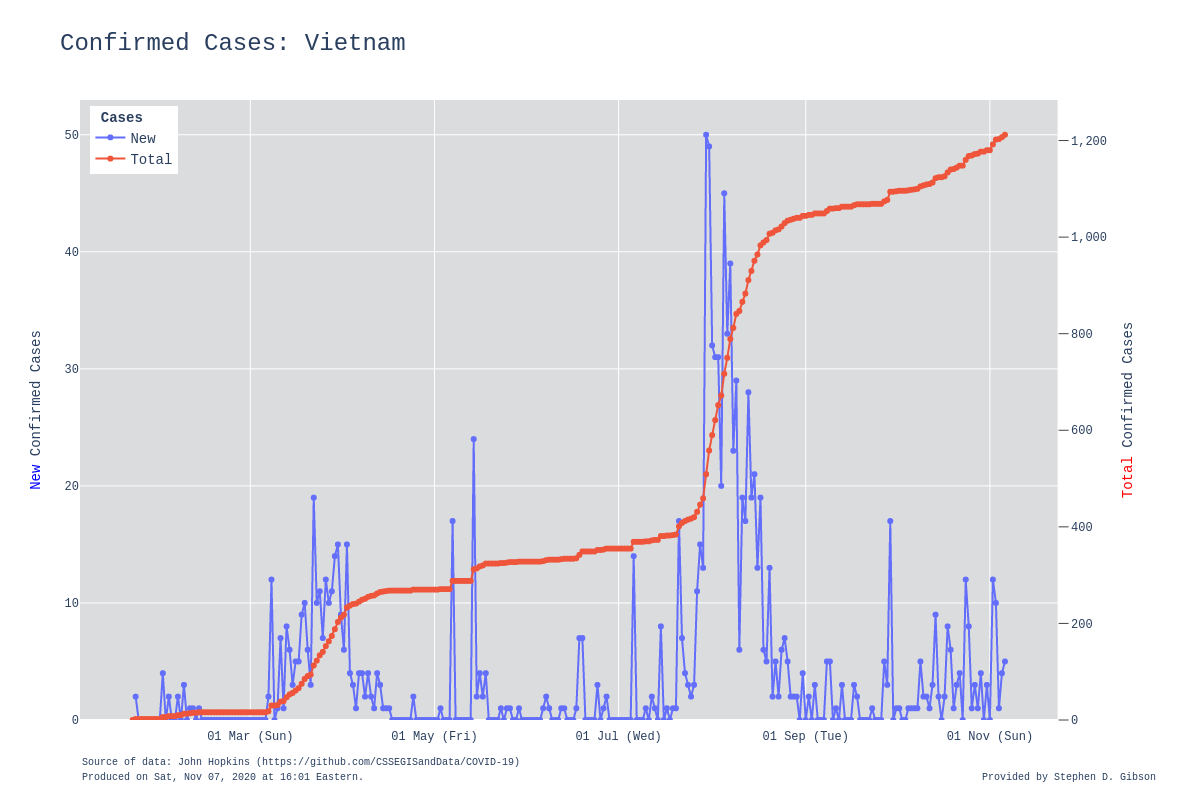 Confirmed Cases: Vietnam
Cases
New
Total
50
40
30
20
10
0
1,200
1,000
800
600
400
200
0
New Confirmed Cases
Total Confirmed Cases
01 Mar (Sun)
01 May (Fri)
01 Jul (Wed)
01 Sep (Tue)
01 Nov (Sun)
Source of data: John Hopkins (https://github.com/CSSEGISandData/COVID-19)
Produced on Sat, Nov 07, 2020 at 16:01 Eastern.
Provided by Stephen D. Gibson